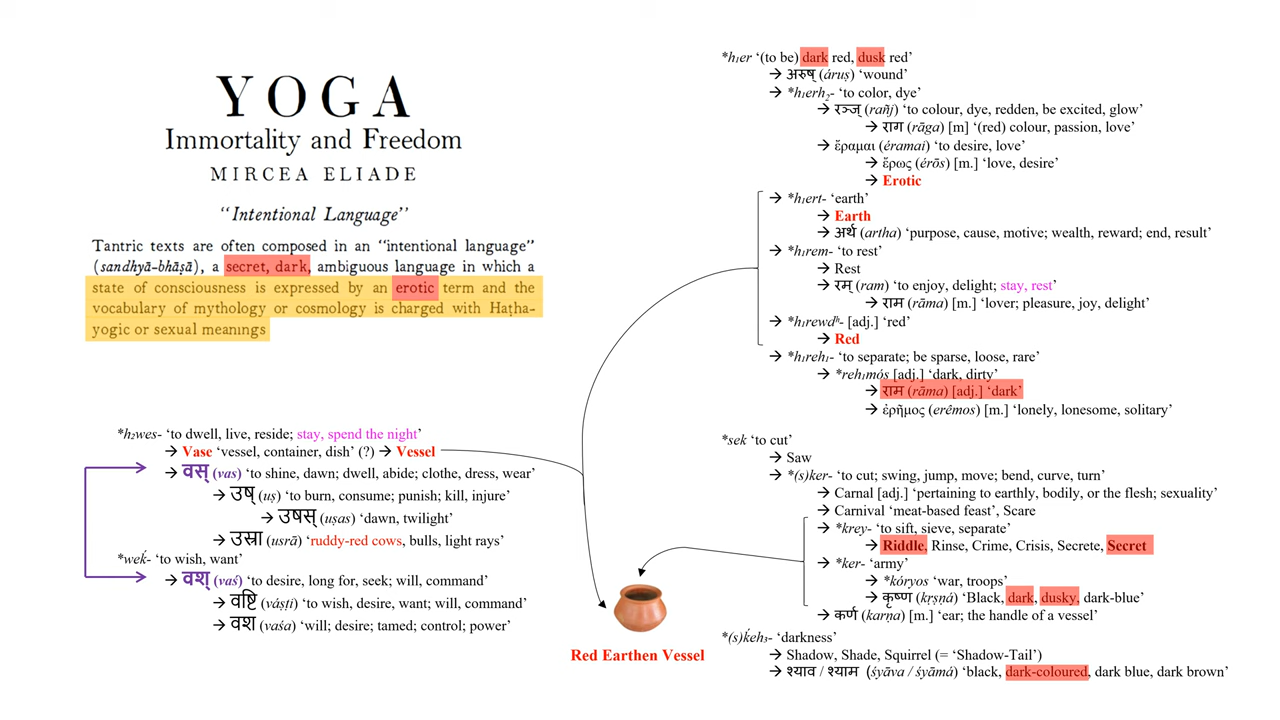 YOGA
Immortality and Freedom
MIRCEA ELIADE
"Intentional Language"
Tantric texts are often composed in an "intentional language"
(sandhyā-bhāṣā), a secret, dark, ambiguous language in which a
state of consciousness is expressed by an erotic term and the
vocabulary of mythology or cosmology is charged with Haṭha-
yogic or sexual meanings
*h₂wes- ‘to dwell, live, reside; stay, spend the night’
→ Vase ‘vessel, container, dish’ (?) → Vessel
→ वस् (vas) ‘to shine, dawn; dwell, abide; clothe, dress, wear’
→ उष् (uṣ) ‘to burn, consume; punish; kill, injure’
→ उषस् (uṣas) ‘dawn, twilight’
→ उस्रा (usrā) ‘ruddy-red cows, bulls, light rays’
*weḱ- ‘to wish, want’
→ वश् (vaś) ‘to desire, long for, seek; will, command’
→ वष्टि (váṣṭi) ‘to wish, desire, want; will, command’
→ वश (vaśa) ‘will; desire; tamed; control; power’
Red Earthen Vessel
*h₁er ‘(to be) dark red, dusk red’
→ अरुष् (áruṣ) ‘wound’
→ *h₁erh₂- ‘to color, dye’
→ रञ्ज् (rañj) ‘to colour, dye, redden, be excited, glow’
→ राग (rāga) [m] ‘(red) colour, passion, love’
→ ἔραμαι (éramai) ‘to desire, love’
→ ἔρως (érōs) [m.] ‘love, desire’
→ Erotic
→ *h₁ert- ‘earth’
→ Earth
→ अर्थ (artha) ‘purpose, cause, motive; wealth, reward; end, result’
→ *h₁rem- ‘to rest’
→ Rest
→ रम् (ram) ‘to enjoy, delight; stay, rest’
→ राम (rāma) [m.] ‘lover; pleasure, joy, delight’
→ *h₁rewdʰ- [adj.] ‘red’
→ Red
→ *h₁reh₁- ‘to separate; be sparse, loose, rare’
→ *reh₁mós [adj.] ‘dark, dirty’
→ राम (rāma) [adj.] ‘dark’
→ ἐρῆμος (erêmos) [m.] ‘lonely, lonesome, solitary’
*sek ‘to cut’
→ Saw
→ *(s)ker- ‘to cut; swing, jump, move; bend, curve, turn’
→ Carnal [adj.] ‘pertaining to earthly, bodily, or the flesh; sexuality’
→ Carnival ‘meat-based feast’, Scare
→ *krey- ‘to sift, sieve, separate’
→ Riddle, Rinse, Crime, Crisis, Secrete, Secret
→ *ker- ‘army’
→ *kóryos ‘war, troops’
→ कृष्ण (kṛṣṇá) ‘Black, dark, dusky, dark-blue’
→ कर्ण (karṇa) [m.] ‘ear; the handle of a vessel’
*(s)ḱeh₃- ‘darkness’
→ Shadow, Shade, Squirrel (= ‘Shadow-Tail’)
→ श्याव / श्याम (śyāva / śyāmá) ‘black, dark-coloured, dark blue, dark brown’